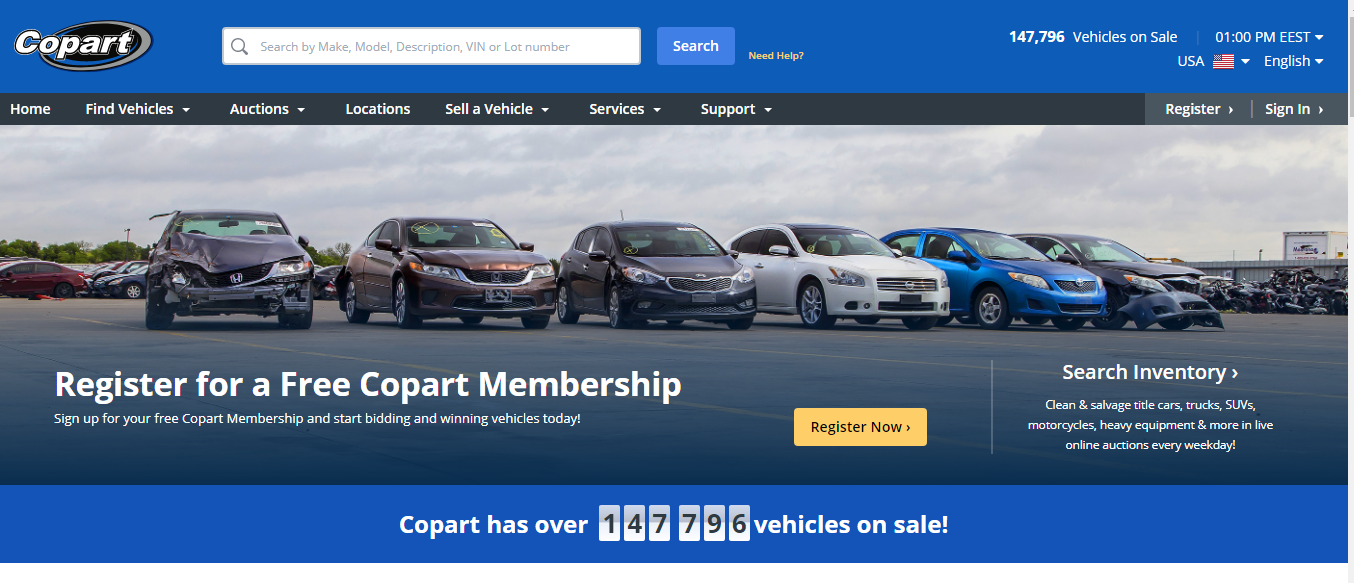 Copart
Search by Make, Model, Description, VIN or Lot number
Search
Need Help?
147,796 Vehicles on Sale
01:00 PM EEST
USA
English
Home
Find Vehicles
Auctions
Locations
Sell a Vehicle
Services
Support
Register ›
Sign In ›
Register for a Free Copart Membership
Sign up for your free Copart Membership and start bidding and winning vehicles today!
Register Now ›
Search Inventory ›
Clean & salvage title cars, trucks, SUVs,
motorcycles, heavy equipment & more in live
online auctions every weekday!
Copart has over 147 796 vehicles on sale!